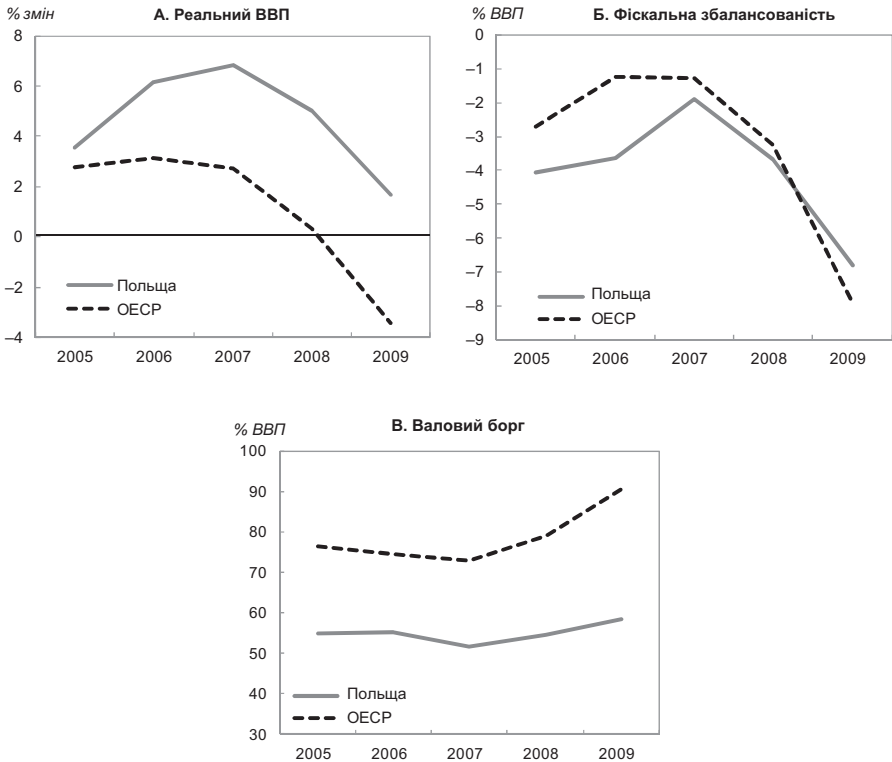 % змін
А. Реальний ВВП
8
6
4
2
0
–2
–4
Польща
ОЕСР
2005 2006 2007 2008 2009
% ВВП
Б. Фіскальна збалансованість
0
–1
–2
–3
–4
–5
–6
–7
–8
–9
Польща
ОЕСР
2005 2006 2007 2008 2009
% ВВП
В. Валовий борг
100
90
80
70
60
50
40
30
Польща
ОЕСР
2005 2006 2007 2008 2009